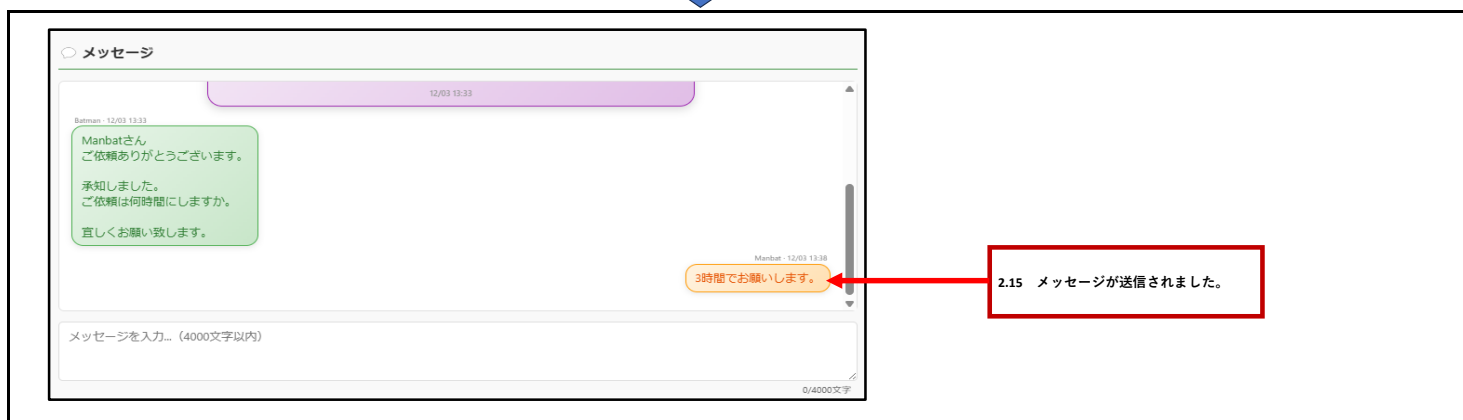 メッセージ
12/03 13:33
Batman · 12/03 13:33
Manbatさん
ご依頼ありがとうございます。
承知しました。
ご依頼は何時間にしますか。
宜しくお願い致します。
Manbat · 12/03 13:38
3時間でお願いします。
2.15　メッセージが送信されました。
メッセージを入力...（4000文字以内）
0/4000文字